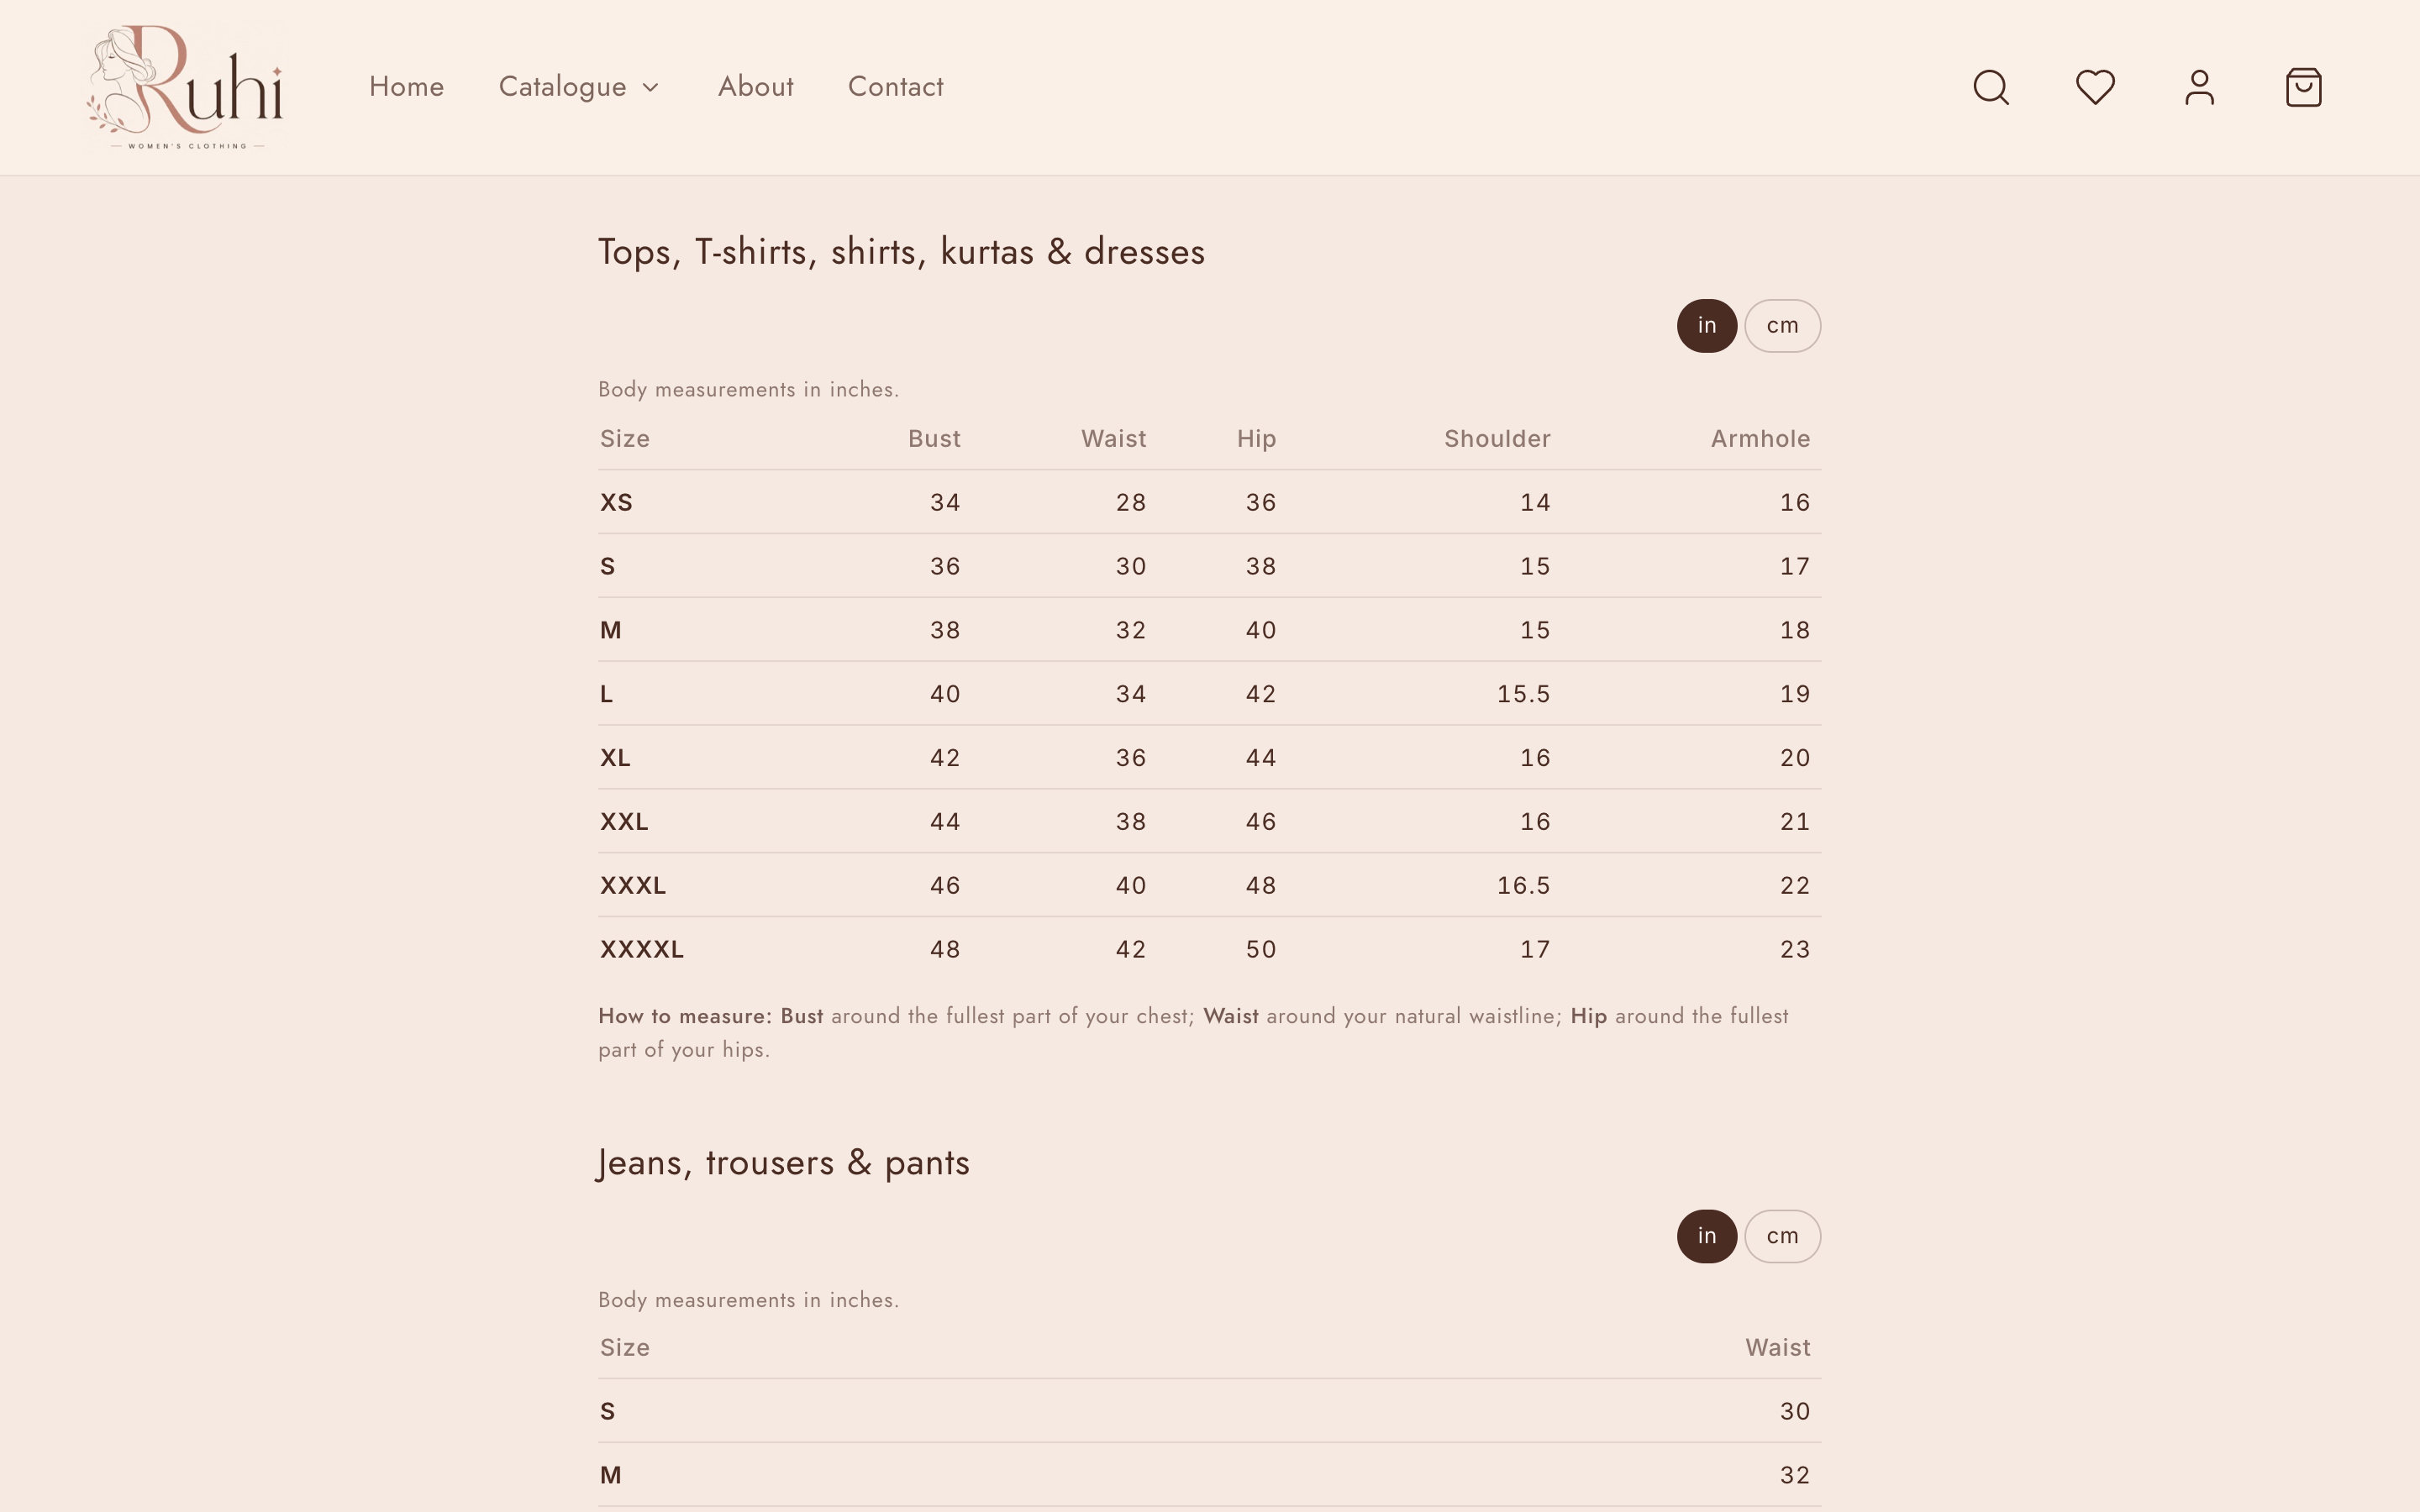 Ruhi
WOMEN'S CLOTHING
Home Catalogue About Contact
Tops, T-shirts, shirts, kurtas & dresses
in cm
Body measurements in inches.
Size Bust Waist Hip Shoulder Armhole
XS 34 28 36 14 16
S 36 30 38 15 17
M 38 32 40 15 18
L 40 34 42 15.5 19
XL 42 36 44 16 20
XXL 44 38 46 16 21
XXXL 46 40 48 16.5 22
XXXXL 48 42 50 17 23
How to measure: Bust around the fullest part of your chest; Waist around your natural waistline; Hip around the fullest
part of your hips.
Jeans, trousers & pants
in cm
Body measurements in inches.
Size Waist
S 30
M 32